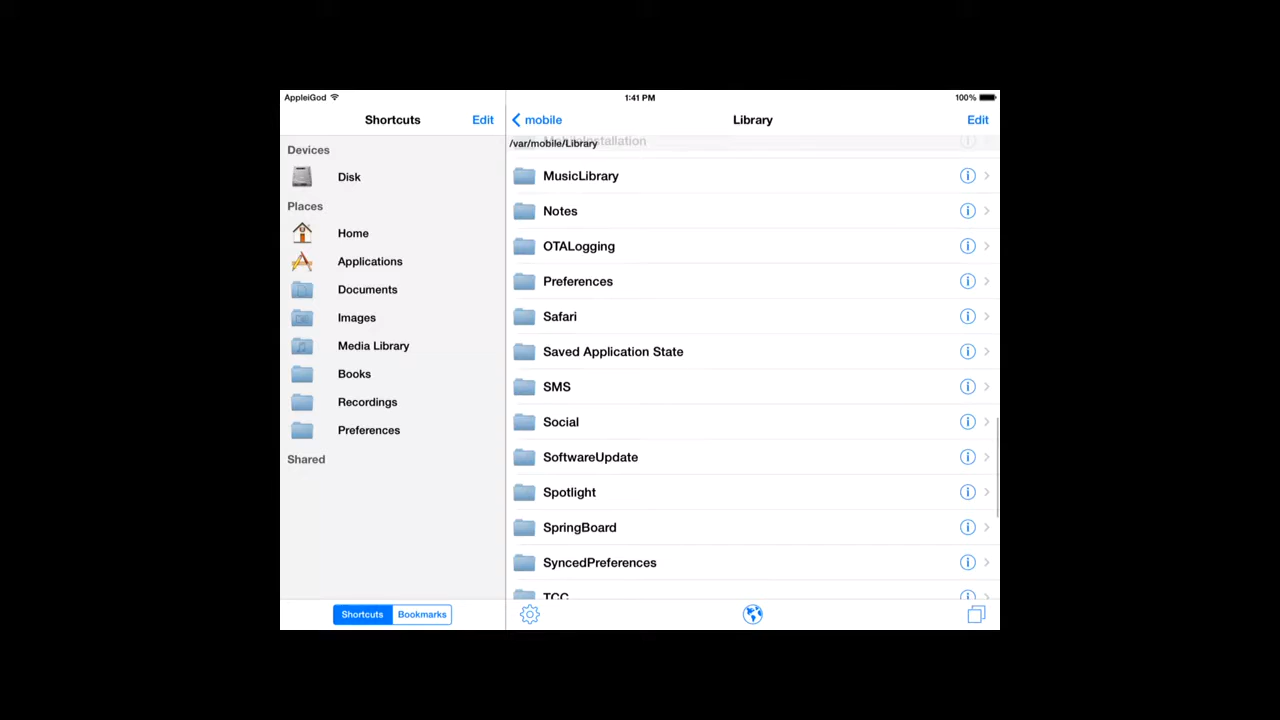 AppleiGod
1:41 PM
100%
Shortcuts
Edit
Devices
Disk
Places
Home
Applications
Documents
Images
Media Library
Books
Recordings
Preferences
Shared
Shortcuts
Bookmarks
mobile
Library
Edit
MobileInstallation
/var/mobile/Library
MusicLibrary
Notes
OTALogging
Preferences
Safari
Saved Application State
SMS
Social
SoftwareUpdate
Spotlight
SpringBoard
SyncedPreferences
TCC